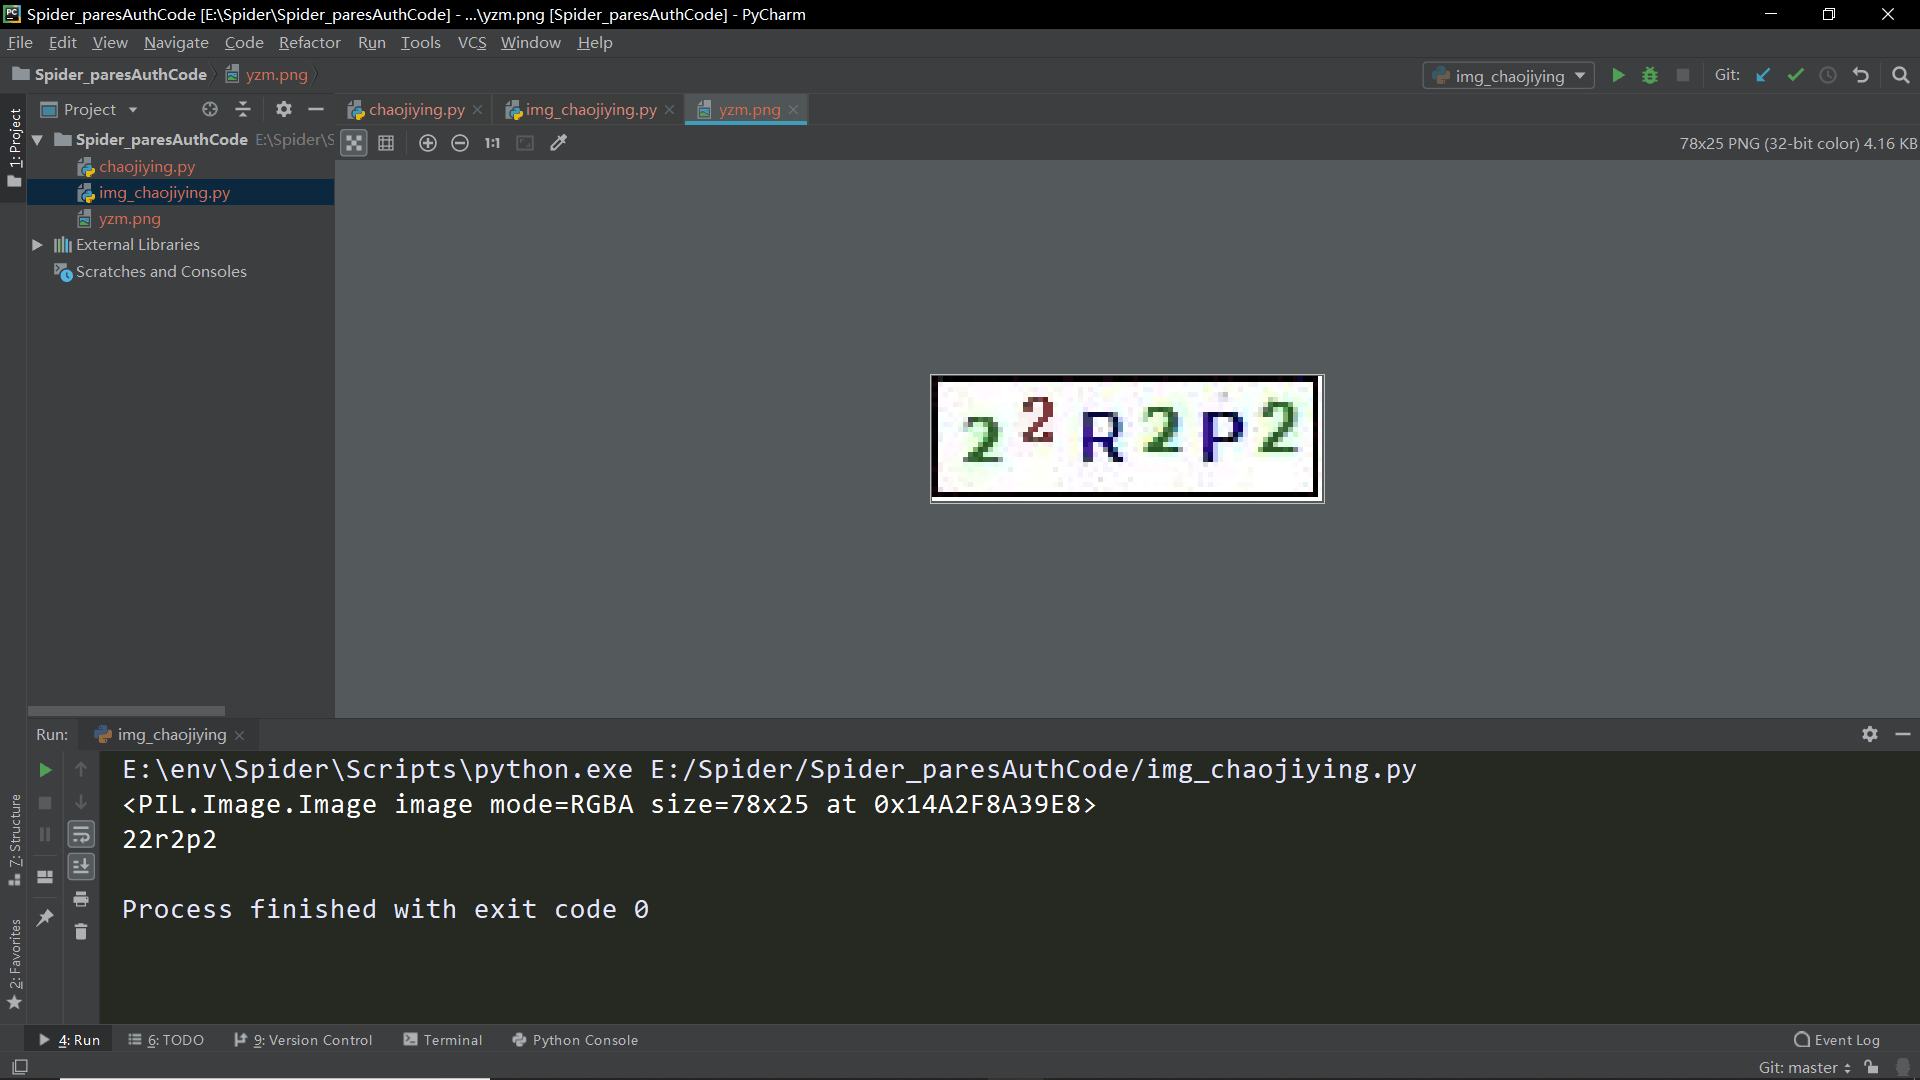 Spider_paresAuthCode [E:\Spider\Spider_paresAuthCode] - ...\yzm.png [Spider_paresAuthCode] - PyCharm
File Edit View Navigate Code Refactor Run Tools VCS Window Help
Spider_paresAuthCode yzm.png img_chaojiying Git:
1: Project
Project
chaojiying.py img_chaojiying.py yzm.png
Spider_paresAuthCode E:\Spider\S
1:1 78x25 PNG (32-bit color) 4.16 KB
chaojiying.py
img_chaojiying.py
yzm.png
External Libraries
Scratches and Consoles
22R2P2
Run: img_chaojiying
E:\env\Spider\Scripts\python.exe E:/Spider/Spider_paresAuthCode/img_chaojiying.py
<PIL.Image.Image image mode=RGBA size=78x25 at 0x14A2F8A39E8>
22r2p2
Process finished with exit code 0
7: Structure
2: Favorites
4: Run 6: TODO 9: Version Control Terminal Python Console Event Log
Git: master